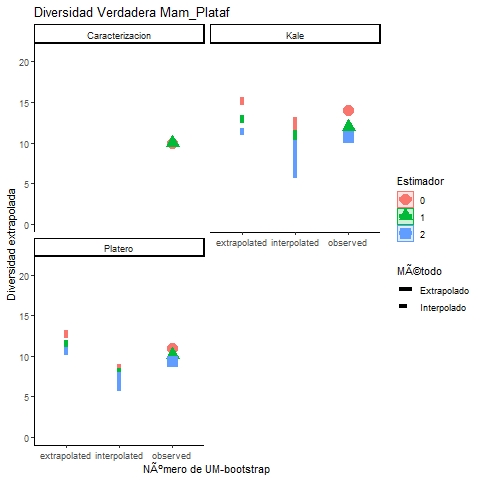 Diversidad Verdadera Mam_Plataf
Caracterizacion
Kale
20
15
10
5
0
extrapolated interpolated observed
Platero
20
15
10
5
0
extrapolated interpolated observed
Diversidad extrapolada
NÃºmero de UM-bootstrap
Estimador
0
1
2
MÃ©todo
Extrapolado
Interpolado